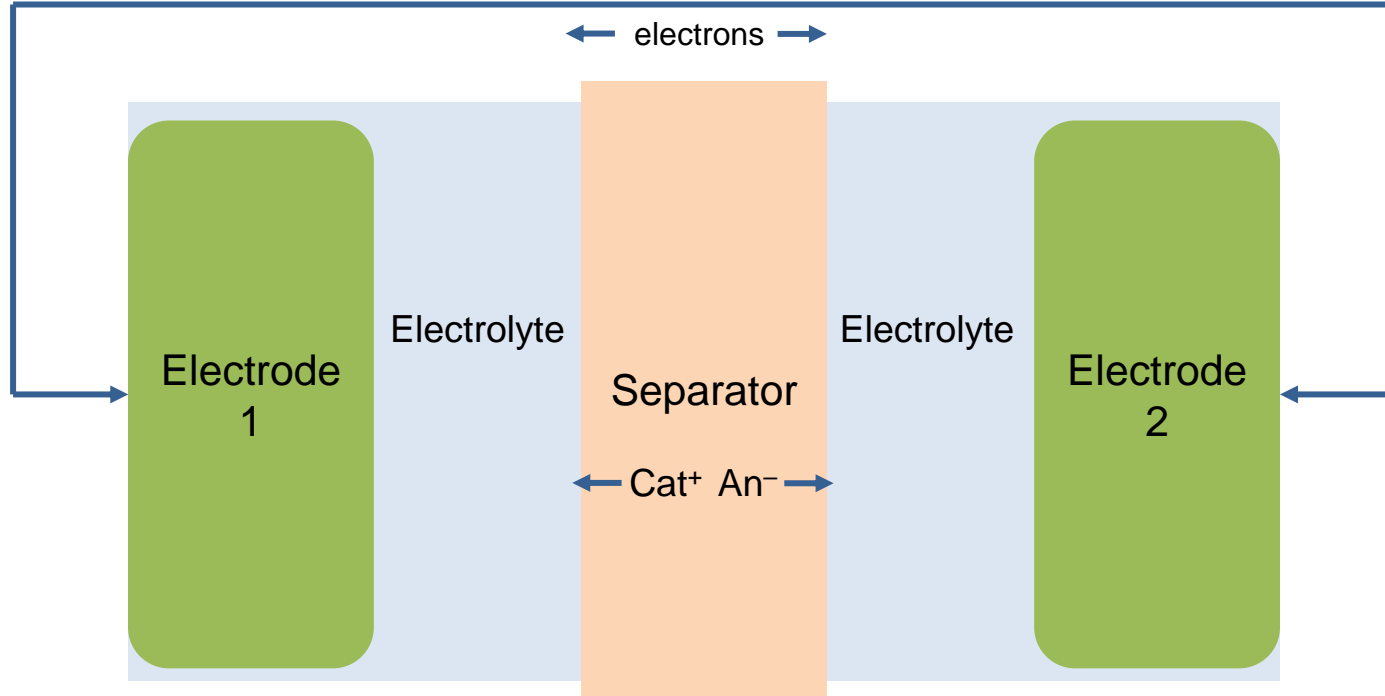 electrons
Electrolyte
Electrolyte
Electrode
1
Separator
Electrode
2
Cat⁺ An⁻